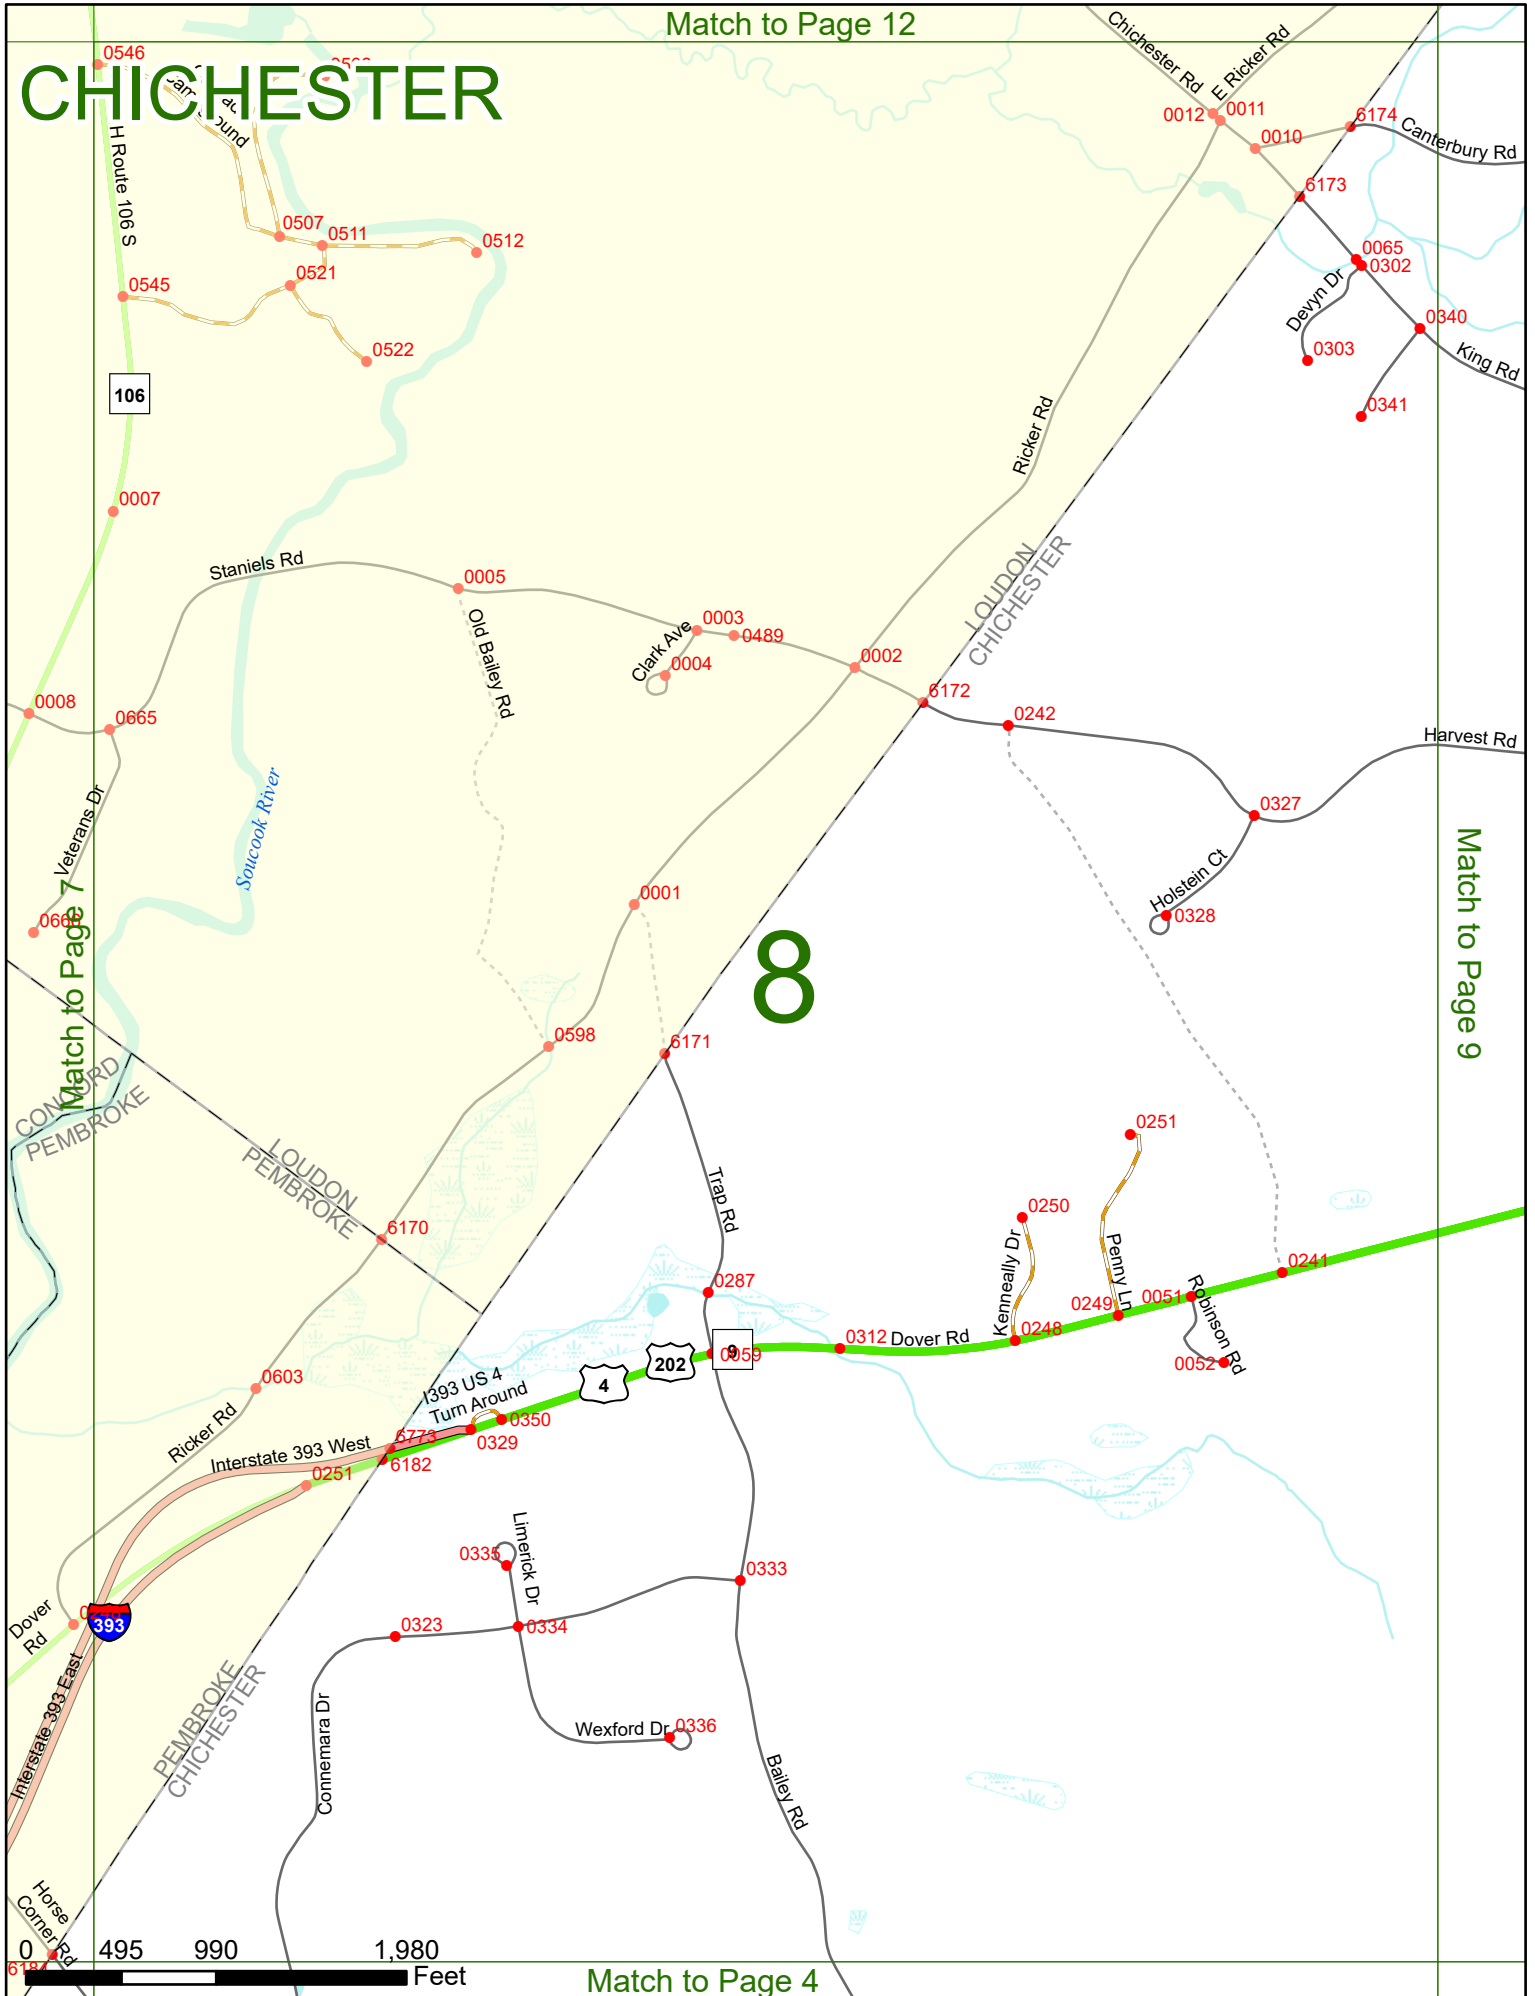 Match to Page 12
CHICHESTER
0546
Chichester Rd
E Ricker Rd
0012
0011
0010
6174
Canterbury Rd
6173
H Route 106 S
0507
0511
0512
0521
0545
0522
0065
0302
Devyn Dr
0303
0340
King Rd
0341
106
0007
Ricker Rd
Staniels Rd
0005
Old Bailey Rd
0003
0489
Clark Ave
0004
0002
LOUDON
CHICHESTER
6172
0242
Harvest Rd
0008
0665
Veterans Dr
Soucook River
0327
Holstein Ct
0328
Match to Page 7
Match to Page 9
0001
8
0598
6171
CONCORD
PEMBROKE
LOUDON
PEMBROKE
6170
Trap Rd
0251
0250
Kenneally Dr
Penny Ln
0241
0287
0249
0051
Robinson Rd
0248
0052
0312
Dover Rd
9
0059
202
4
0603
I393 US 4
Turn Around
0350
0329
Ricker Rd
Interstate 393 West
6773
6182
0251
Limerick Dr
0335
0333
0334
0323
Dover
Rd
393
Interstate 393 East
PEMBROKE
CHICHESTER
Connemara Dr
Wexford Dr
0336
Bailey Rd
Horse
Corner Rd
0 495 990 1,980
Feet
Match to Page 4